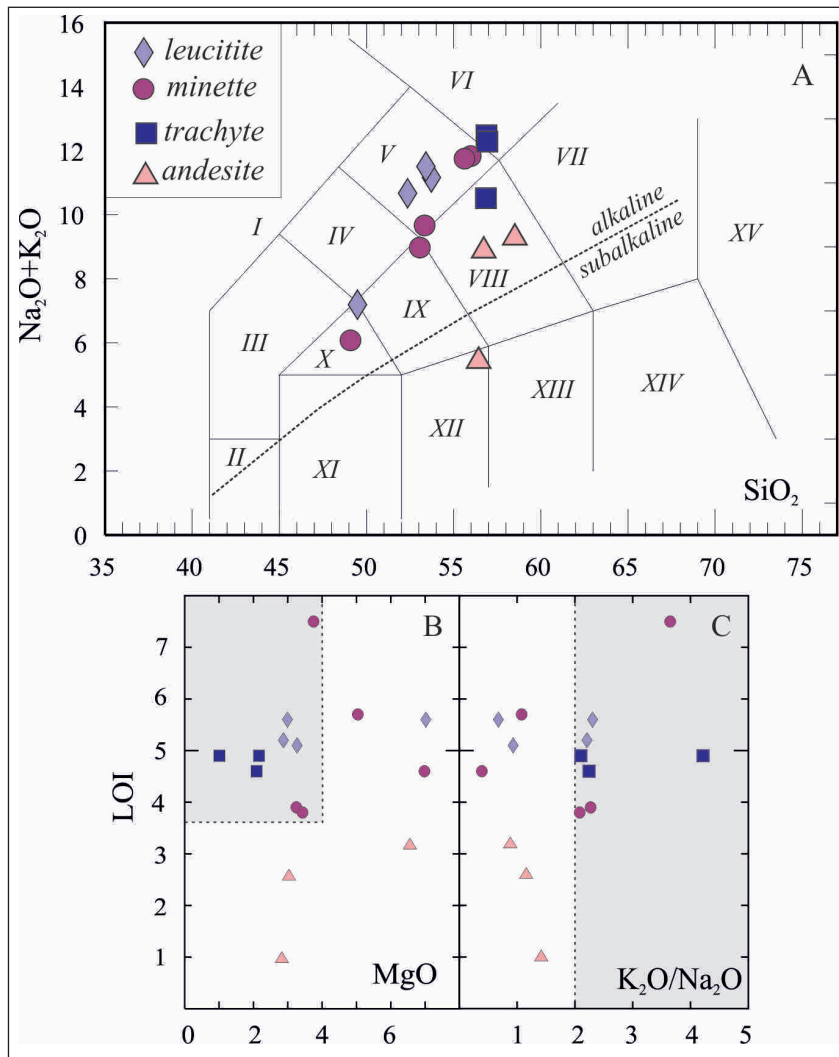 16
14
12
10
8
6
4
2
0
Na₂O+K₂O
leucitite
minette
trachyte
andesite
A
VI
V
VII
I
IV
alkaline
subalkaline
XV
VIII
IX
III
X
XIII
XIV
XII
II
XI
SiO₂
35 40 45 50 55 60 65 70 75
B
C
7
6
5
4
3
2
1
LOI
MgO
K₂O/Na₂O
0 2 4 6
1 2 3 4 5